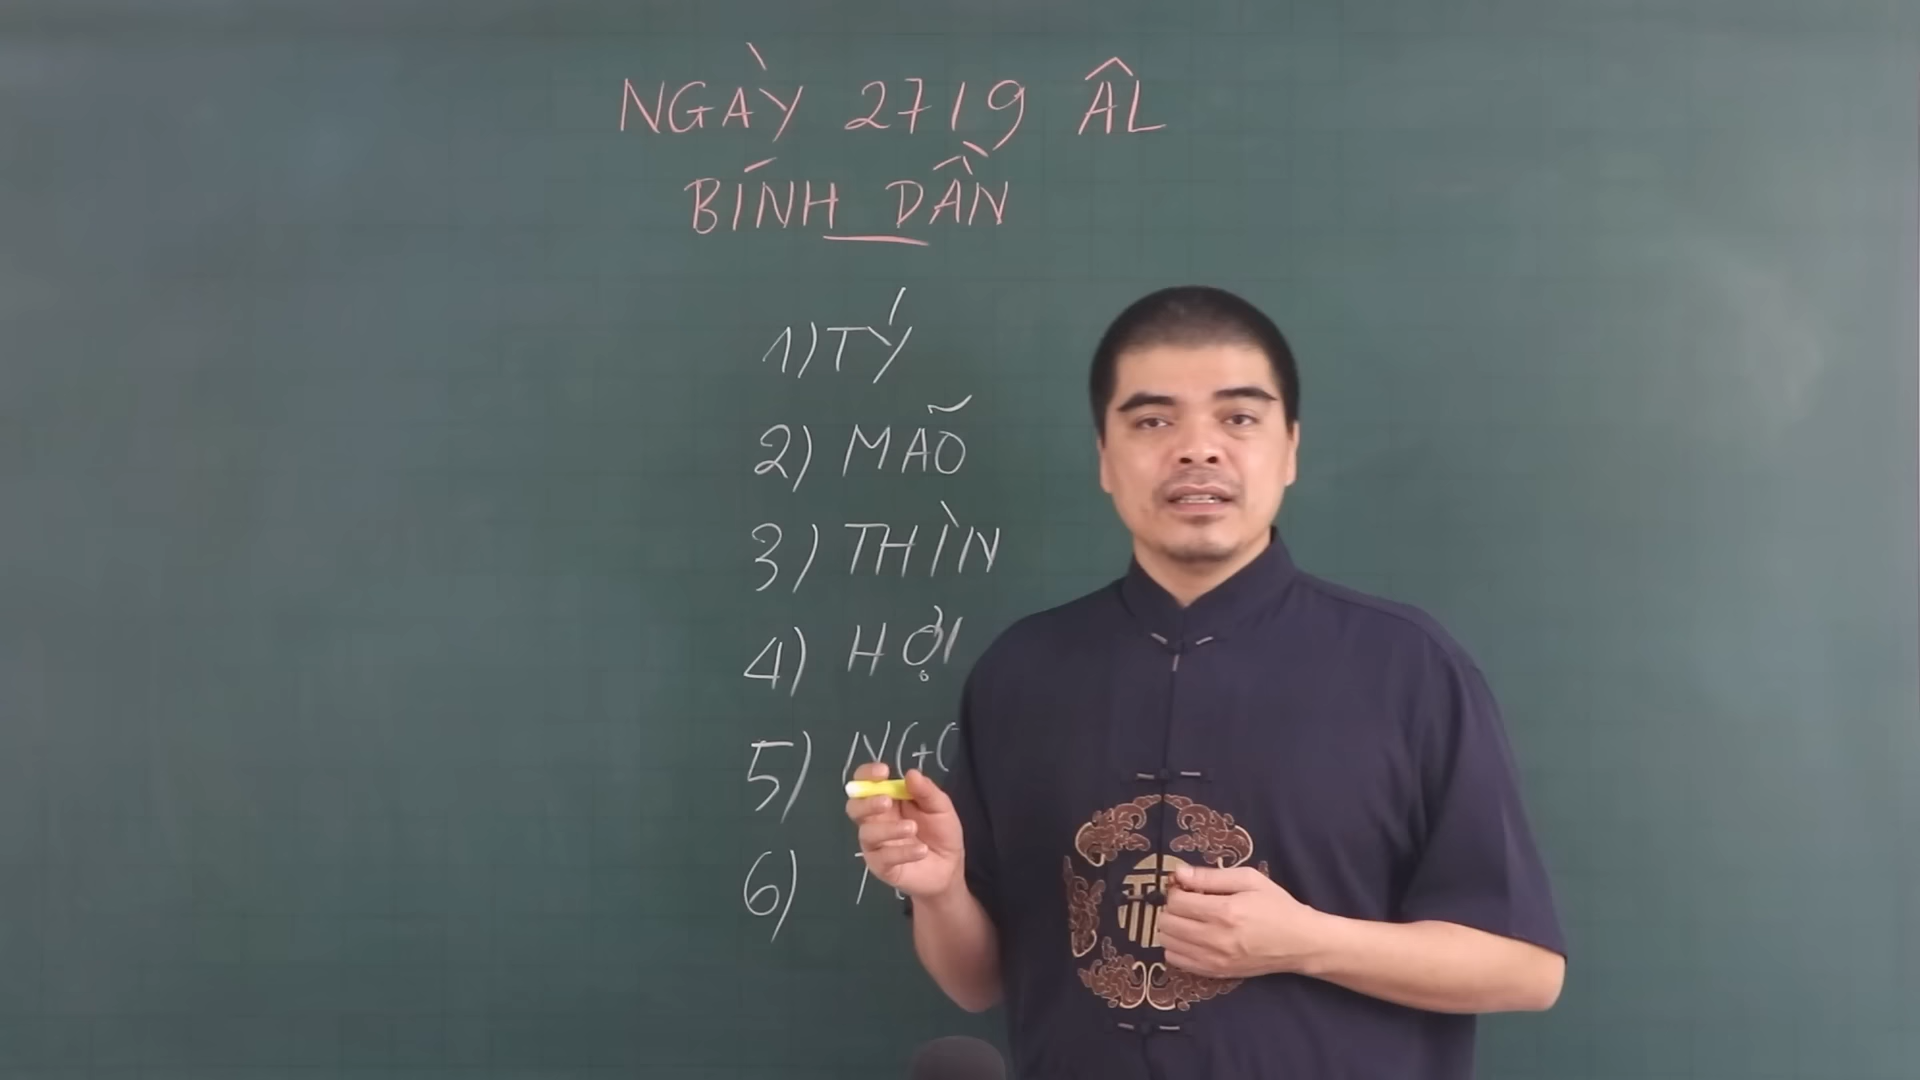 NGÀY 27/9 ÂL
BÍNH DẦN
1) TÝ
2) MÃO
3) THÌN
4) HỢI
5)
6)